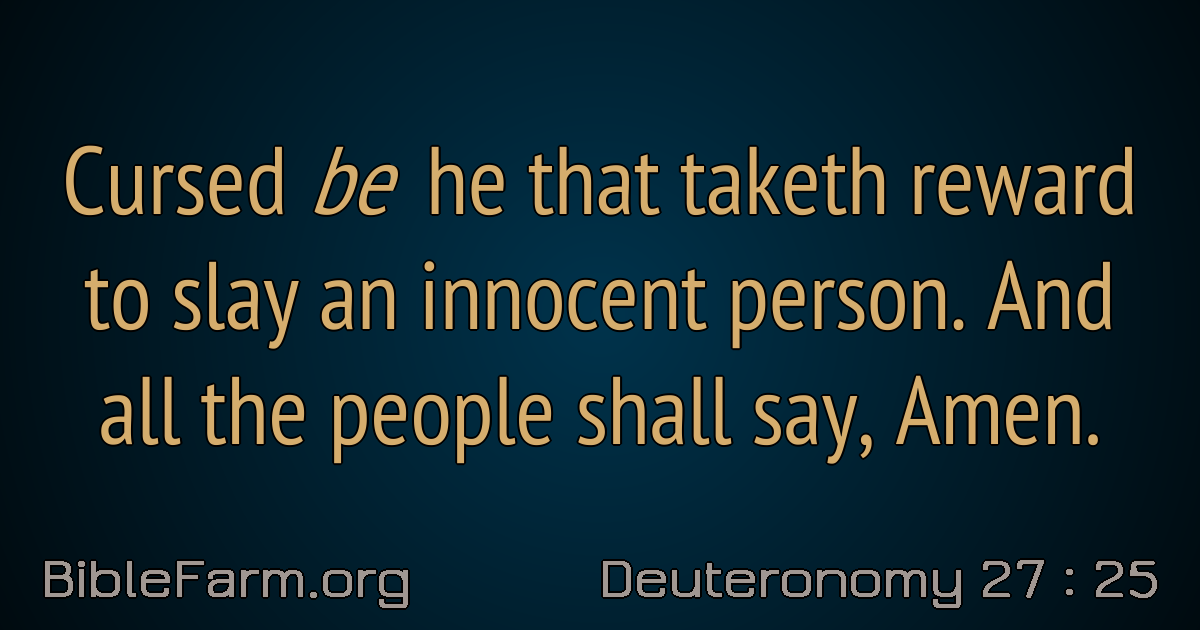 Cursed be he that taketh reward
to slay an innocent person. And
all the people shall say, Amen.
BibleFarm.org
Deuteronomy 27 : 25